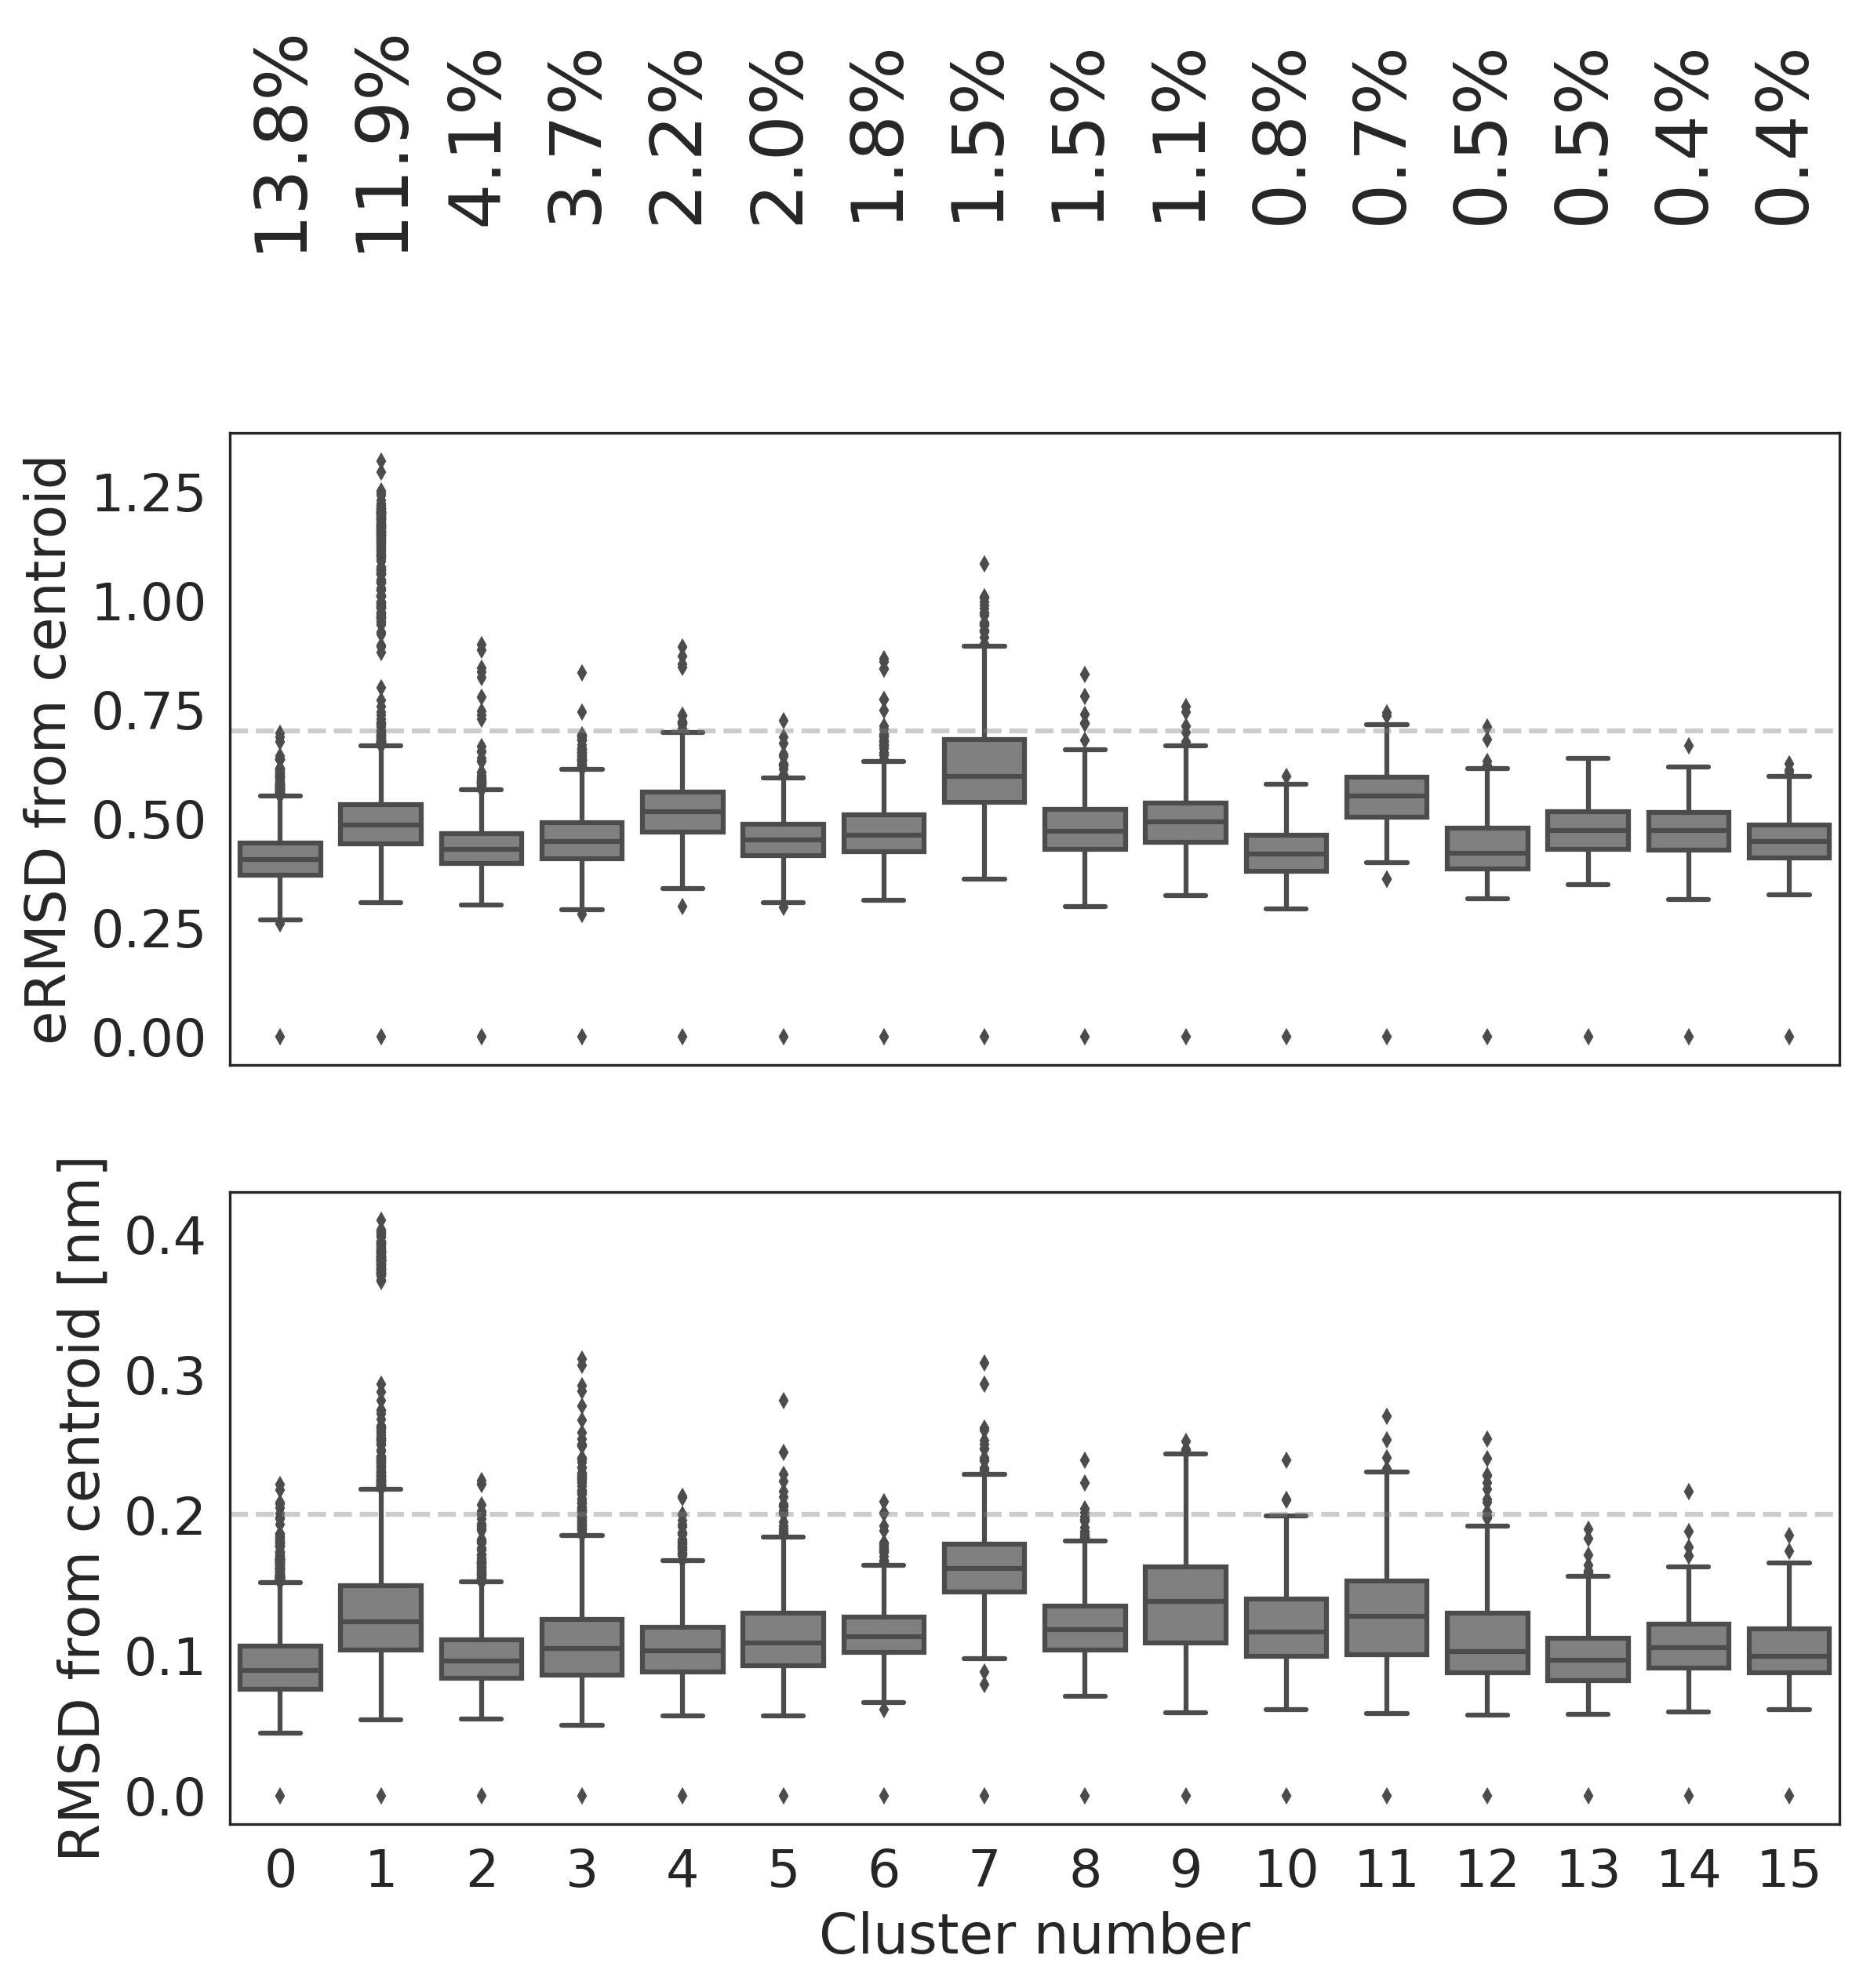 13.8% 11.9% 4.1% 3.7% 2.2% 2.0% 1.8% 1.5% 1.5% 1.1% 0.8% 0.7% 0.5% 0.5% 0.4% 0.4%
eRMSD from centroid
1.25
1.00
0.75
0.50
0.25
0.00
RMSD from centroid [nm]
0.4
0.3
0.2
0.1
0.0
0 1 2 3 4 5 6 7 8 9 10 11 12 13 14 15
Cluster number